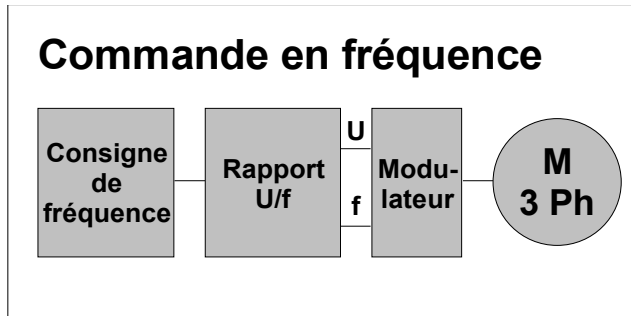 Commande en fréquence
Consigne
de
fréquence
Rapport
U/f
U
f
Modu-
lateur
M
3 Ph